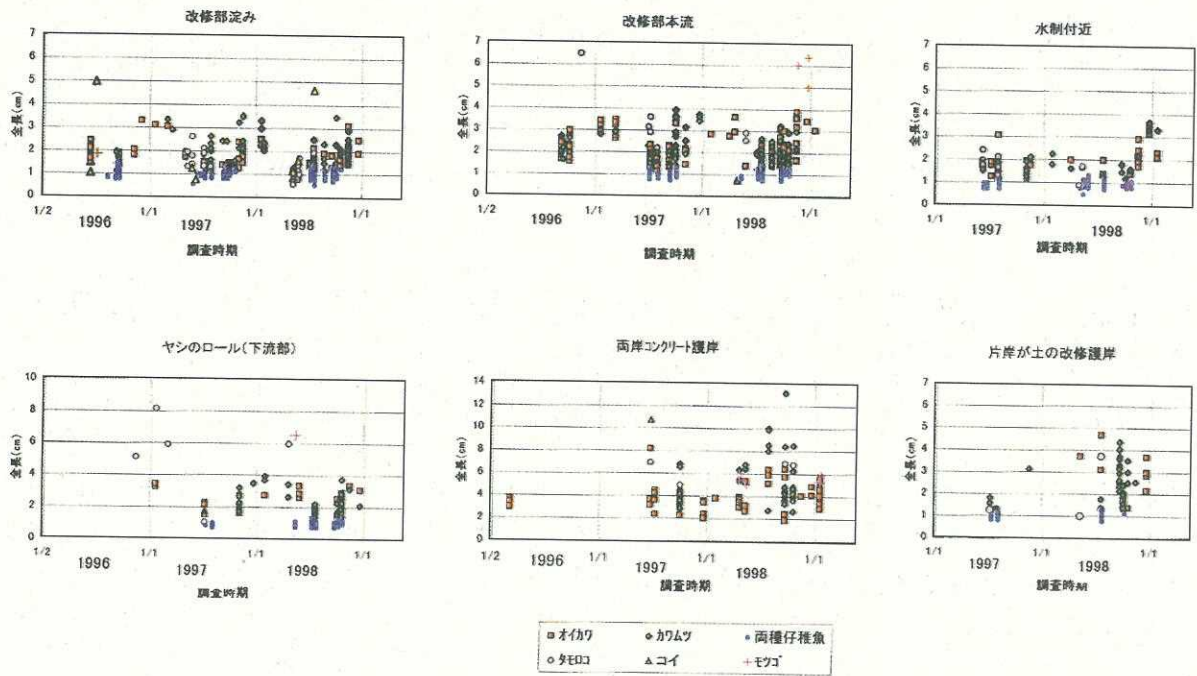 改修部淀み
全長(cm)
7
6
5
4
3
2
1
0
1/2 1/1 1/1 1/1
1996 1997 1998
調査時期
改修部本流
全長(cm)
7
6
5
4
3
2
1
0
1/2 1/1 1/1 1/1
1996 1997 1998
調査時期
水制付近
全長(cm)
7
6
5
4
3
2
1
0
1/1 1/1 1/1
1997 1998
調査時期
ヤシのロール(下流部)
全長(cm)
10
8
6
4
2
0
1/2 1/1 1/1 1/1
1996 1997 1998
調査時期
両岸コンクリート護岸
全長(cm)
14
12
10
8
6
4
2
0
1/2 1/1 1/1 1/1
1996 1997 1998
調査時期
片岸が土の改修護岸
全長(cm)
7
6
5
4
3
2
1
0
1/1 1/1 1/1
1997 1998
調査時期
オイカワ カワムツ 両種仔稚魚
タモロコ コイ モツゴ